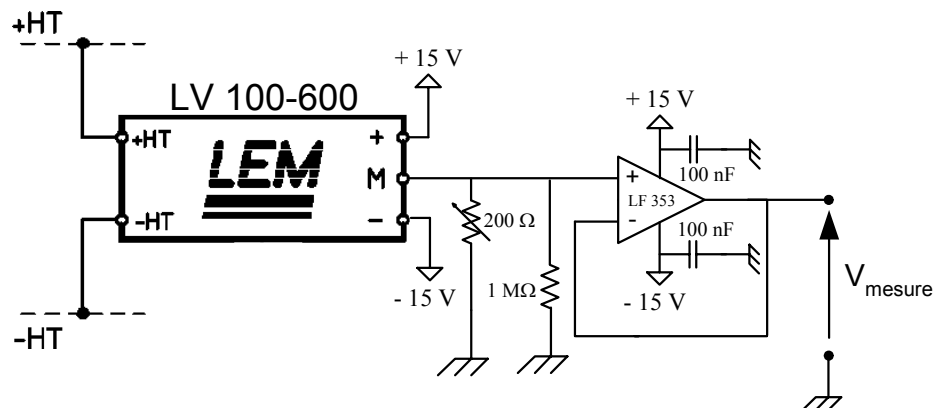 +HT
LV 100-600
+ 15 V
+ 15 V
+HT
+
LEM
M
-HT
-
- 15 V
200 Ω
1 MΩ
+
LF 353
-
100 nF
100 nF
- 15 V
Vmesure
-HT